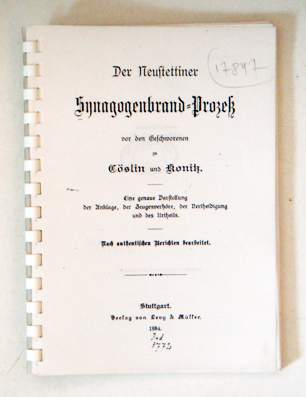 17847
Der Neustettiner
Synagogenbrand-Prozeß
vor den Geschworenen
zu
Cöslin und Konitz.
Eine genaue Darstellung
der Anklage, der Zeugenverhöre, der Vertheidigung
und des Urtheils.
Nach authentischen Berichten bearbeitet.
Stuttgart.
Verlag von Levy & Müller.
1884.